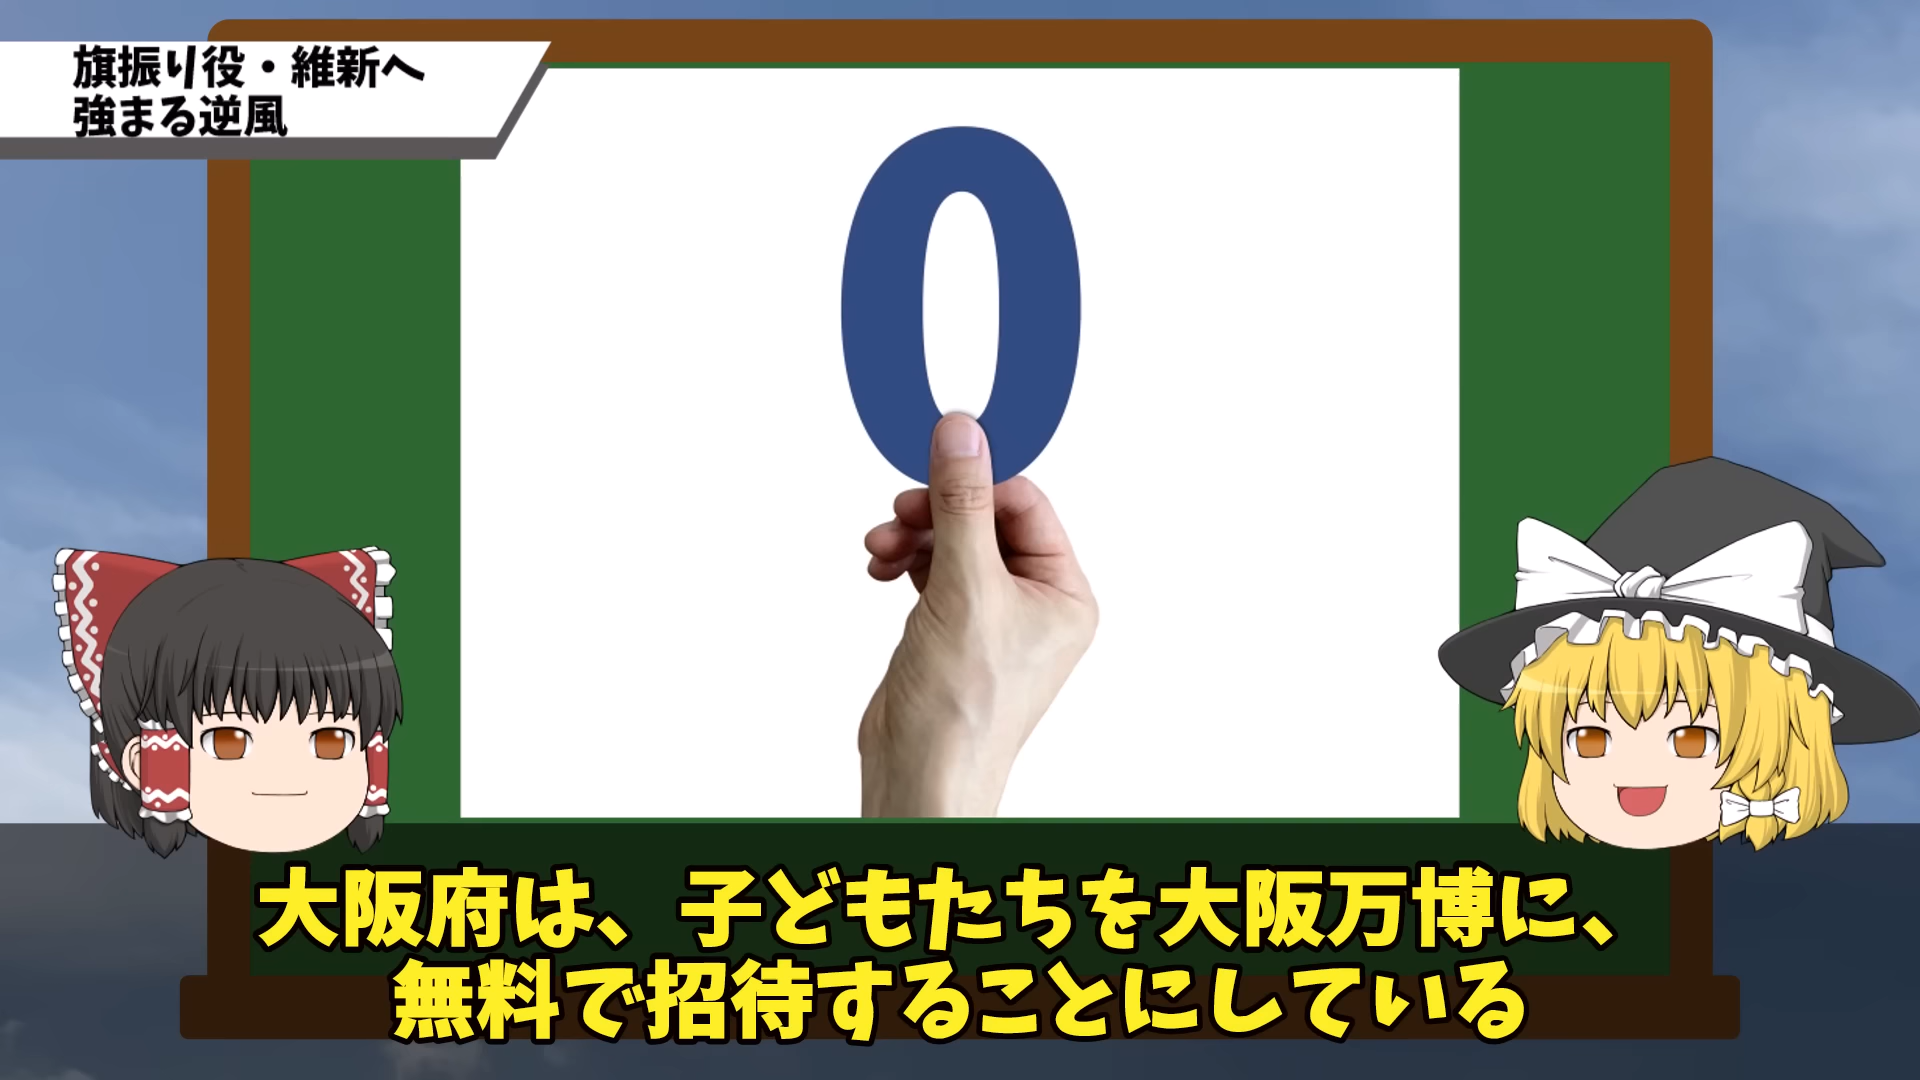 旗振り役・維新へ
強まる逆風
0
大阪府は、子どもたちを大阪万博に、
無料で招待することにしている